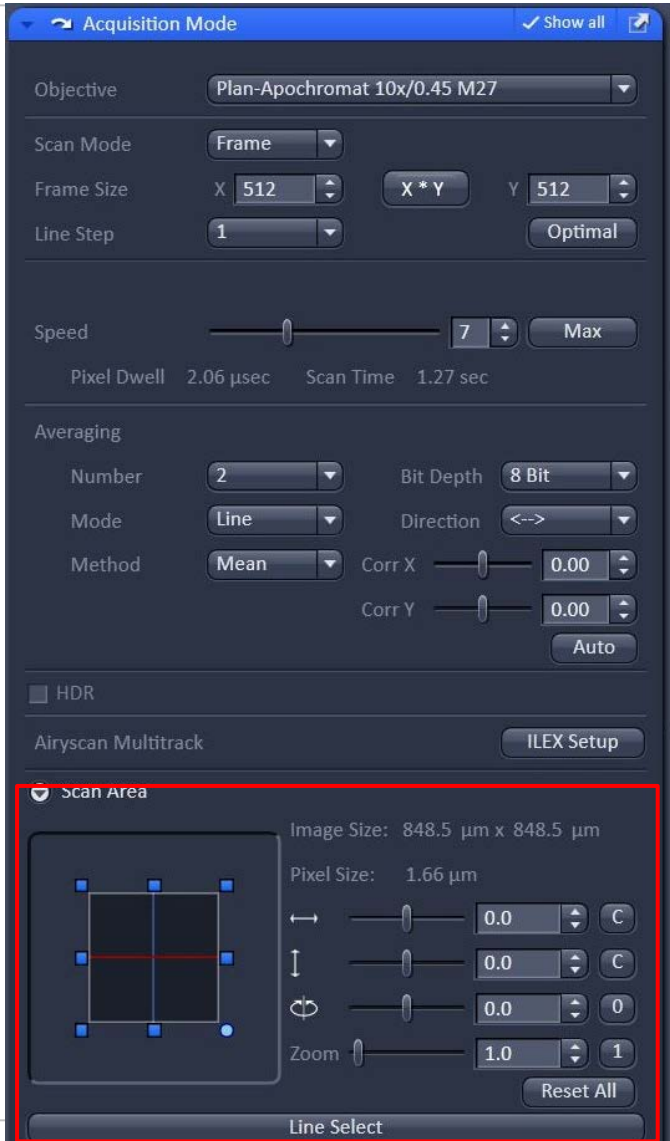 Acquisition Mode Show all
Objective Plan-Apochromat 10x/0.45 M27
Scan Mode Frame
Frame Size X 512 X * Y Y 512
Line Step 1 Optimal
Speed 7 Max
Pixel Dwell 2.06 µsec Scan Time 1.27 sec
Averaging
Number 2 Bit Depth 8 Bit
Mode Line Direction <-->
Method Mean Corr X 0.00
Corr Y 0.00
Auto
HDR
Airyscan Multitrack ILEX Setup
Scan Area
Image Size: 848.5 µm x 848.5 µm
Pixel Size: 1.66 µm
0.0 C
0.0 C
0.0 0
Zoom 1.0 1
Reset All
Line Select